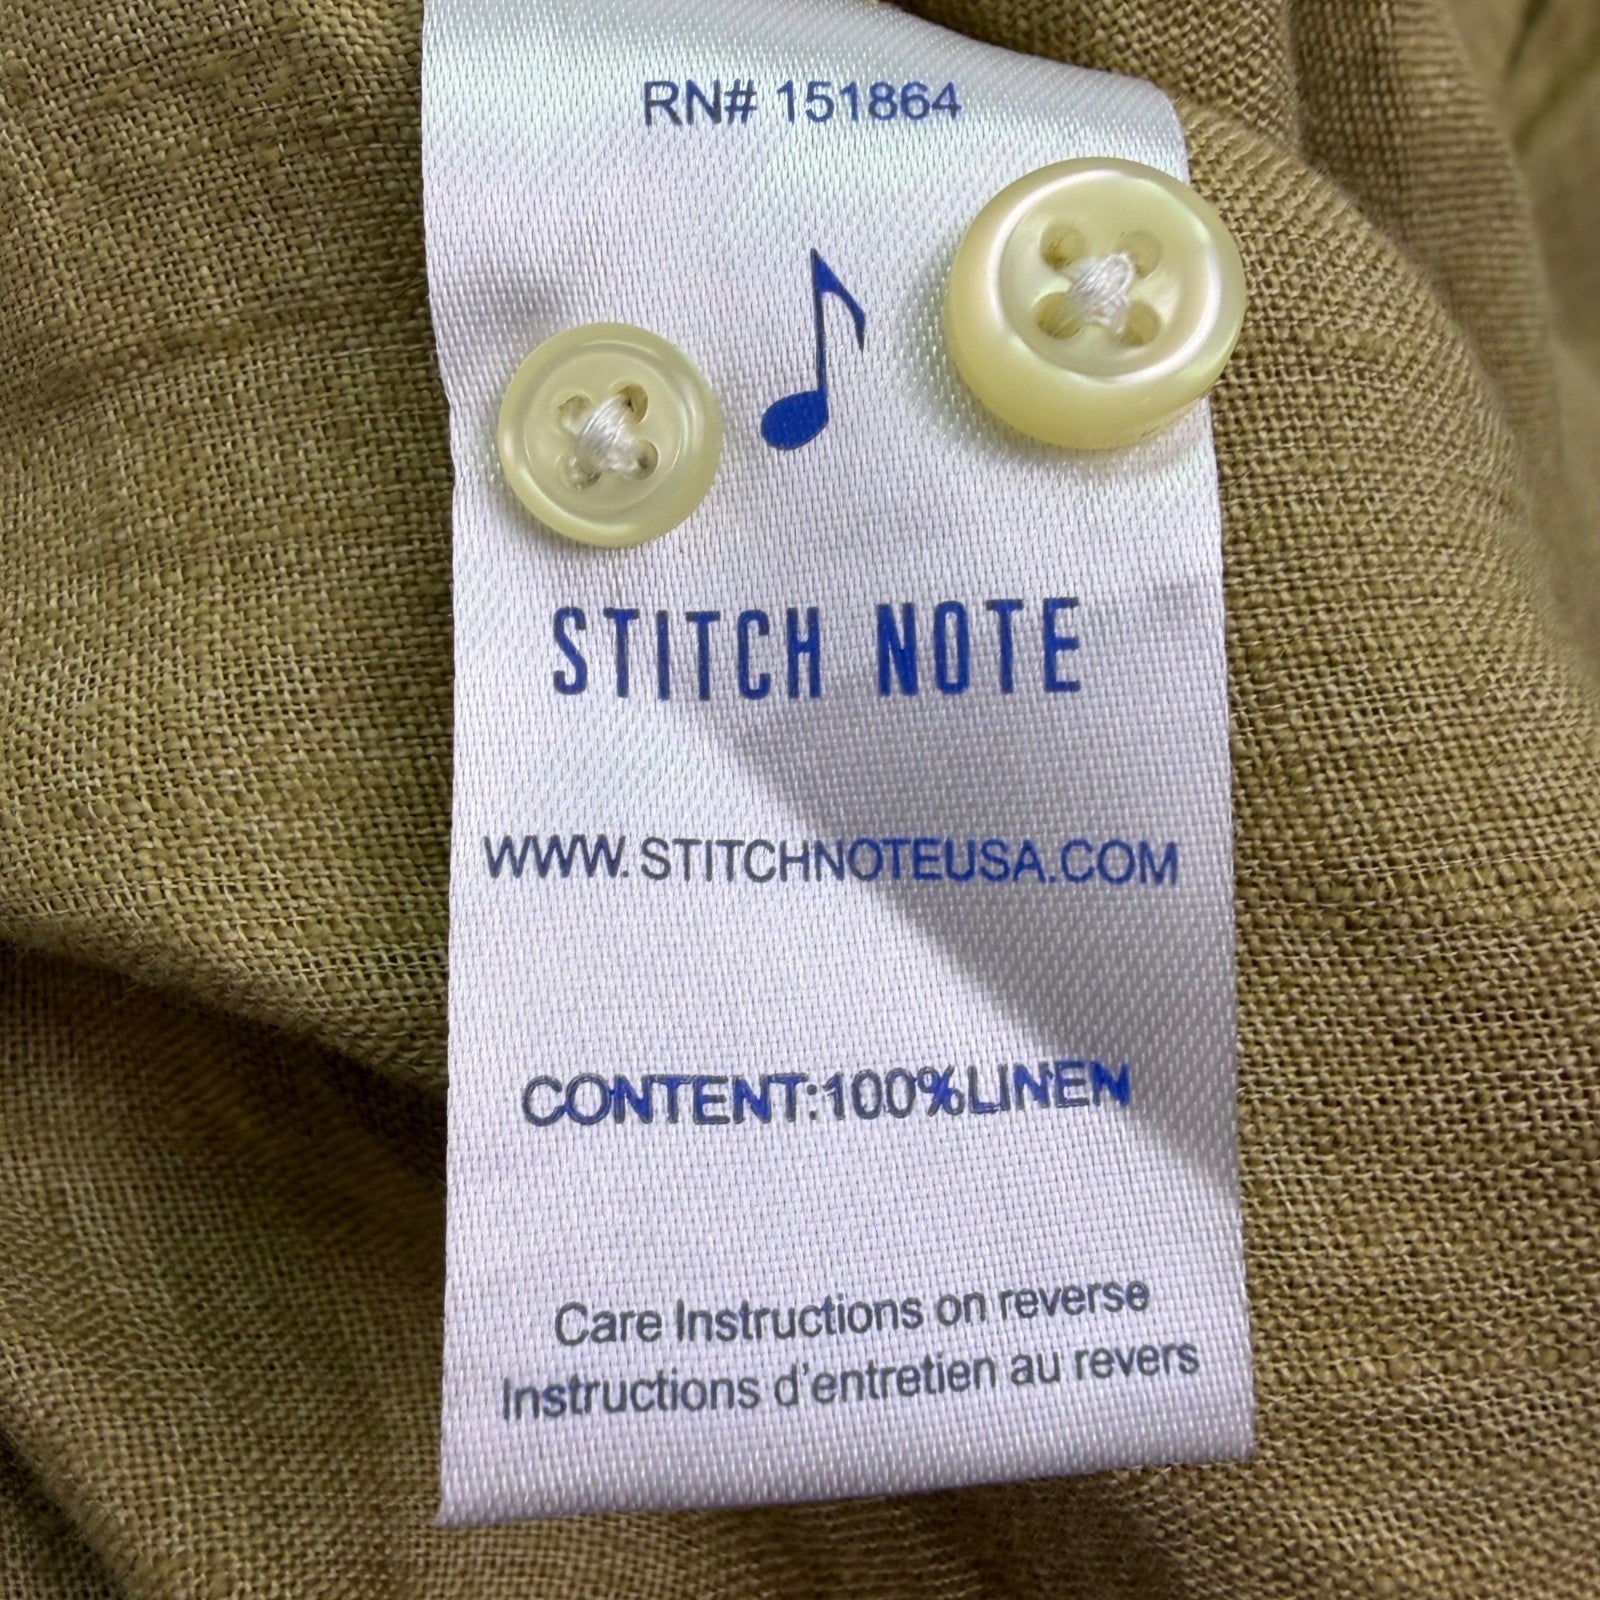 RN# 151864
STITCH NOTE
WWW.STITCHNOTEUSA.COM
CONTENT:100%LINEN
Care Instructions on reverse
Instructions d'entretien au revers